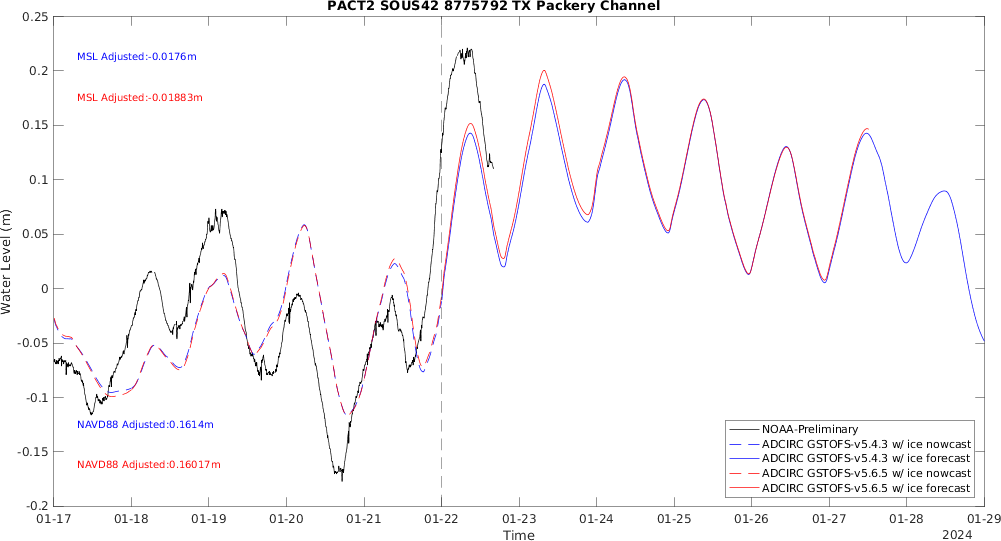 PACT2 SOUS42 8775792 TX Packery Channel
0.25
0.2
0.15
0.1
0.05
0
-0.05
-0.1
-0.15
-0.2
Water Level (m)
MSL Adjusted:-0.0176m
MSL Adjusted:-0.01883m
NAVD88 Adjusted:0.1614m
NAVD88 Adjusted:0.16017m
NOAA-Preliminary
ADCIRC GSTOFS-v5.4.3 w/ ice nowcast
ADCIRC GSTOFS-v5.4.3 w/ ice forecast
ADCIRC GSTOFS-v5.6.5 w/ ice nowcast
ADCIRC GSTOFS-v5.6.5 w/ ice forecast
01-17 01-18 01-19 01-20 01-21 01-22 01-23 01-24 01-25 01-26 01-27 01-28 01-29
Time
2024